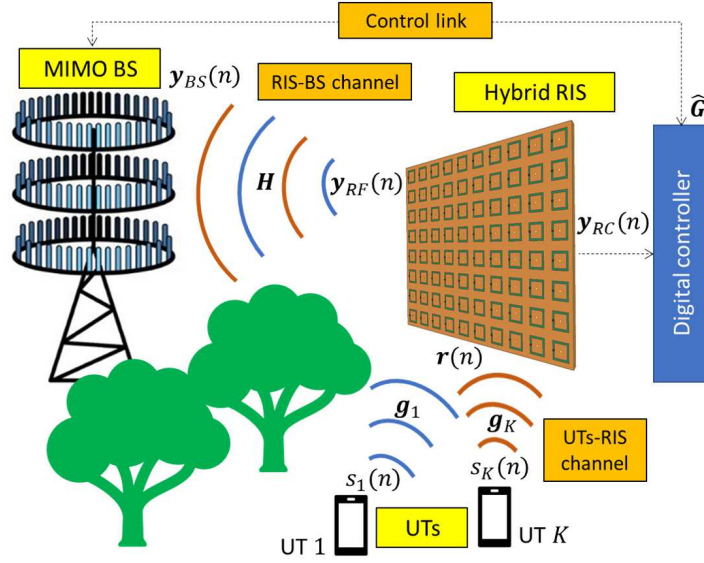 Control link
MIMO BS
y_BS(n)
RIS-BS channel
Hybrid RIS
Ĝ
H
y_RF(n)
y_RC(n)
Digital controller
r(n)
g_1
g_K
UTs-RIS
channel
s_1(n)
s_K(n)
UT 1
UTs
UT K